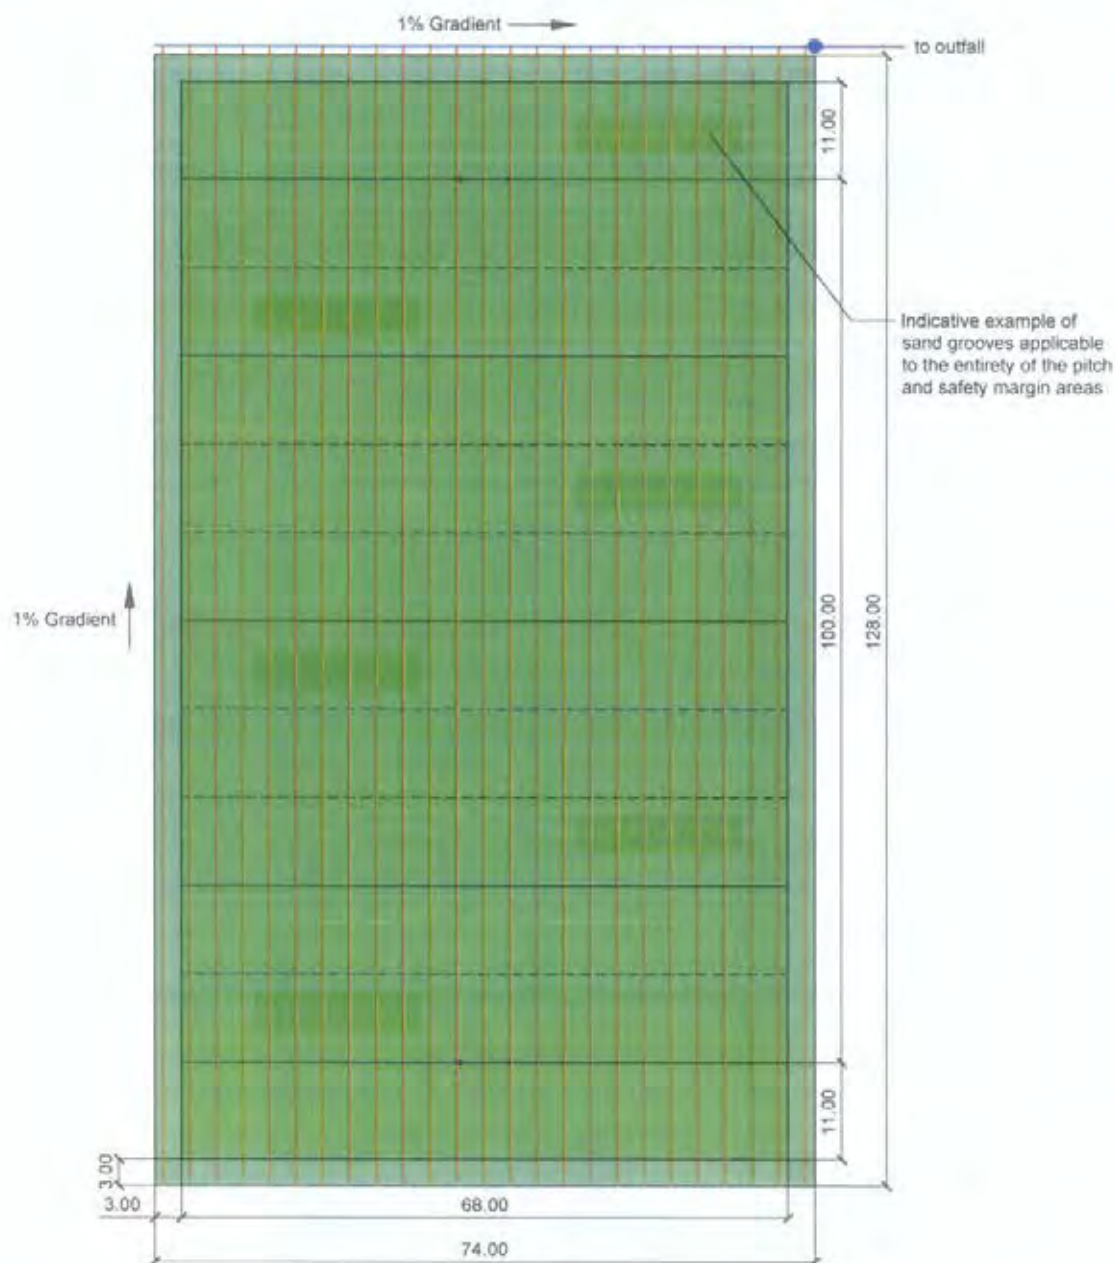 1% Gradient
to outfall
11.00
Indicative example of
sand grooves applicable
to the entirety of the pitch
and safety margin areas
1% Gradient
100.00
128.00
11.00
3.00
3.00
68.00
74.00